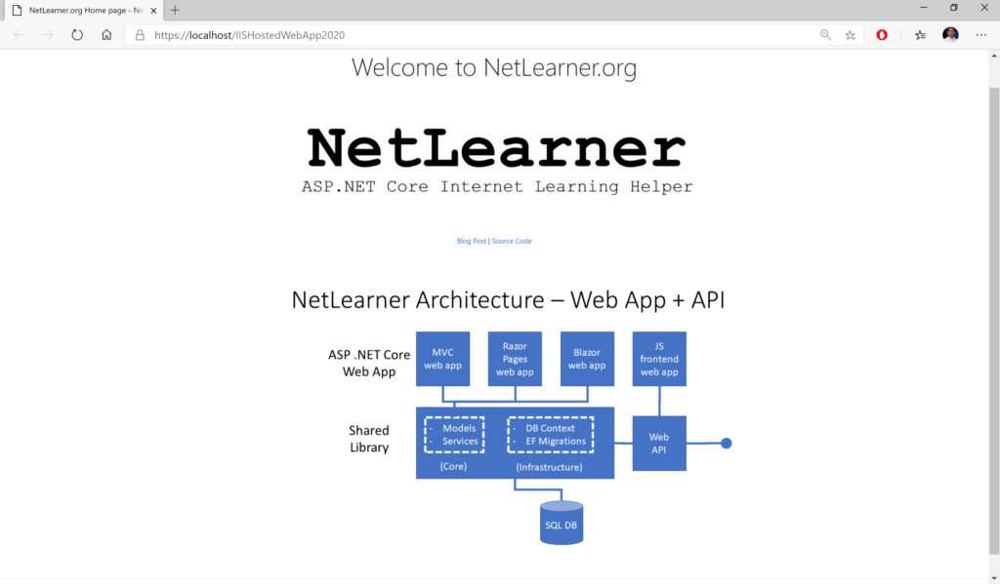 NetLearner.org Home page - Ne
https://localhost/IISHostedWebApp2020
Welcome to NetLearner.org
NetLearner
ASP.NET Core Internet Learning Helper
Blog Post | Source Code
NetLearner Architecture – Web App + API
ASP .NET Core
Web App
MVC
web app
Razor
Pages
web app
Blazor
web app
JS
frontend
web app
Shared
Library
- Models
- Services
(Core)
- DB Context
- EF Migrations
(Infrastructure)
Web
API
SQL DB